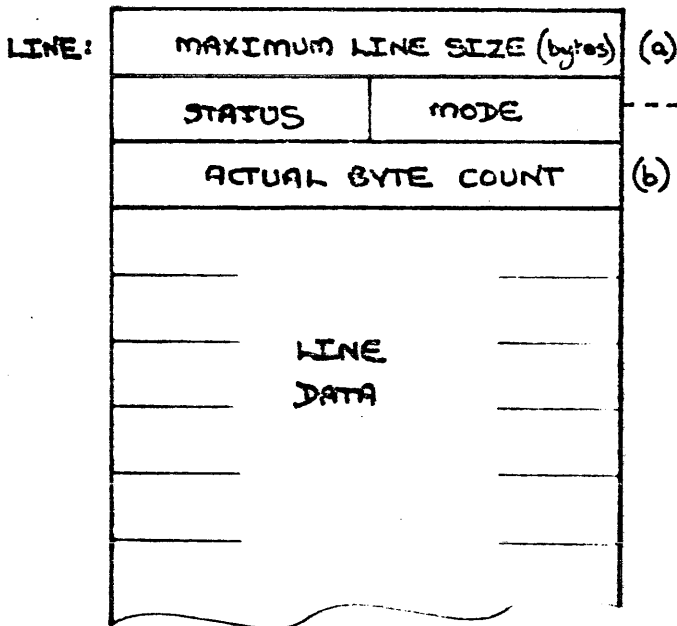 LINE: MAXIMUM LINE SIZE (bytes) (a)
STATUS MODE
ACTUAL BYTE COUNT (b)
LINE
DATA